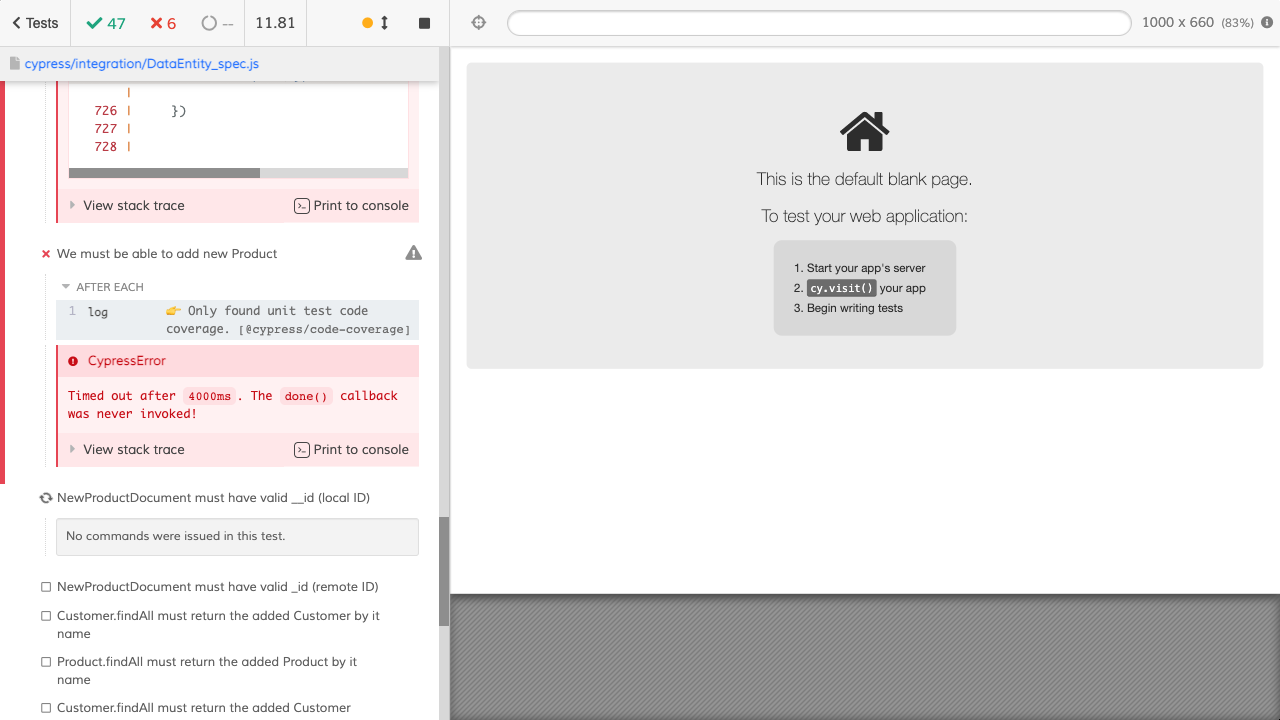 Tests
47
6
--
11.81
1000 x 660 (83%)
cypress/integration/DataEntity_spec.js
|
726 | })
727 |
728 |
View stack trace
Print to console
We must be able to add new Product
AFTER EACH
1 log 👉 Only found unit test code
coverage. [@cypress/code-coverage]
CypressError
Timed out after 4000ms. The done() callback
was never invoked!
View stack trace
Print to console
NewProductDocument must have valid __id (local ID)
No commands were issued in this test.
NewProductDocument must have valid _id (remote ID)
Customer.findAll must return the added Customer by it
name
Product.findAll must return the added Product by it
name
Customer.findAll must return the added Customer
This is the default blank page.
To test your web application:
1. Start your app's server
2. cy.visit() your app
3. Begin writing tests